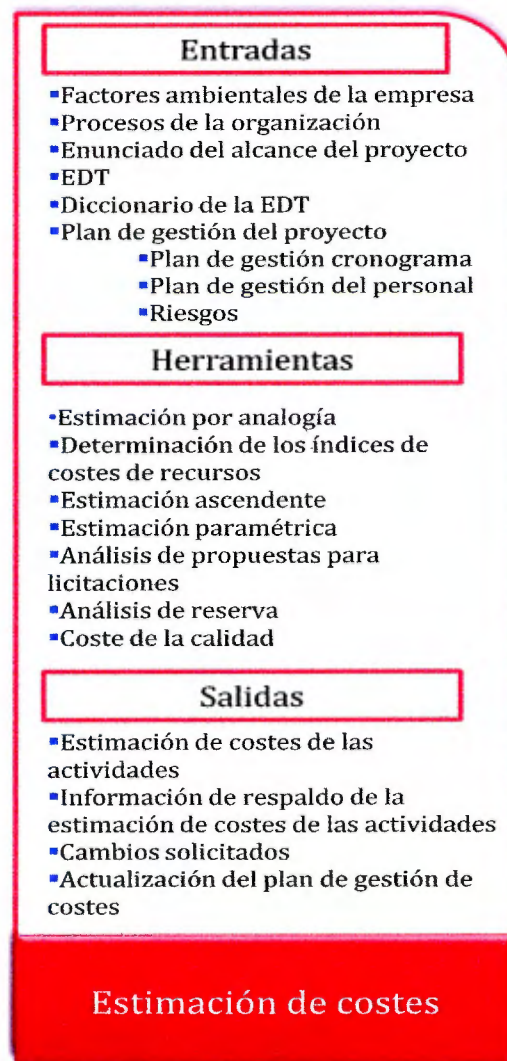 Entradas
▪Factores ambientales de la empresa
▪Procesos de la organización
▪Enunciado del alcance del proyecto
▪EDT
▪Diccionario de la EDT
▪Plan de gestión del proyecto
▪Plan de gestión cronograma
▪Plan de gestión del personal
▪Riesgos
Herramientas
▪Estimación por analogía
▪Determinación de los índices de
costes de recursos
▪Estimación ascendente
▪Estimación paramétrica
▪Análisis de propuestas para
licitaciones
▪Análisis de reserva
▪Coste de la calidad
Salidas
▪Estimación de costes de las
actividades
▪Información de respaldo de la
estimación de costes de las actividades
▪Cambios solicitados
▪Actualización del plan de gestión de
costes
Estimación de costes